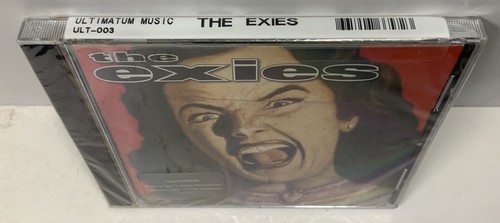 ULTIMATUM MUSIC THE EXIES
ULT-003
the
exies